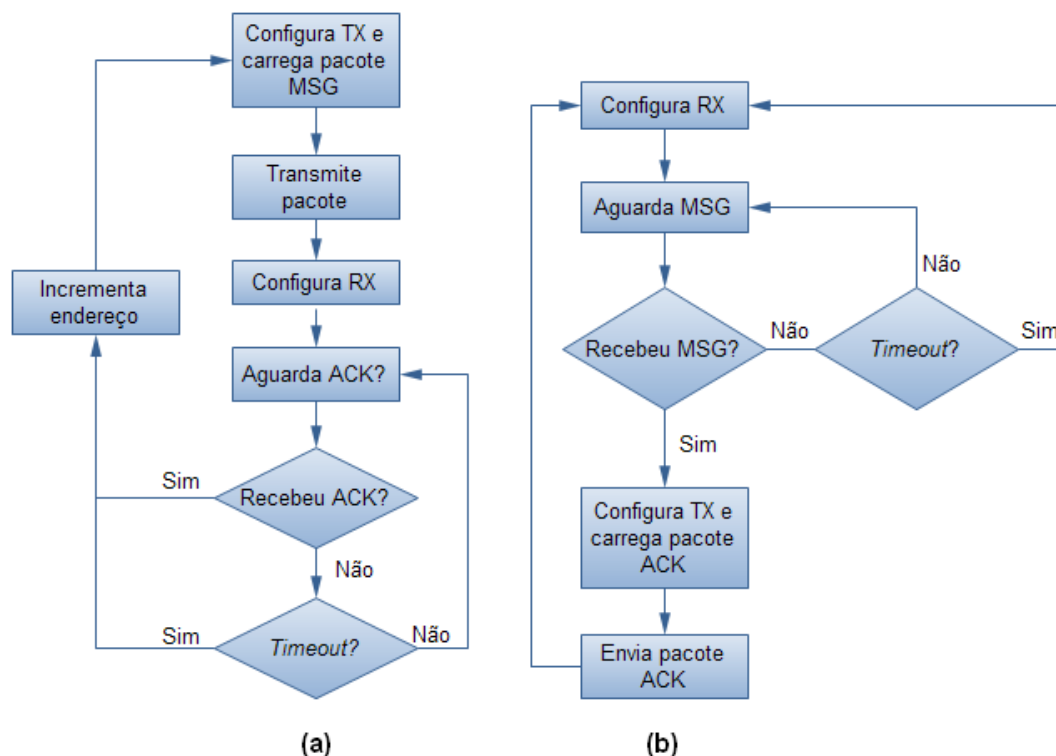 Configura TX e
carrega pacote
MSG
Transmite
pacote
Configura RX
Incrementa
endereço
Aguarda ACK?
Sim
Recebeu ACK?
Não
Sim
Timeout?
Não
(a)
Configura RX
Aguarda MSG
Não
Recebeu MSG?
Não
Timeout?
Sim
Sim
Configura TX e
carrega pacote
ACK
Envia pacote
ACK
(b)